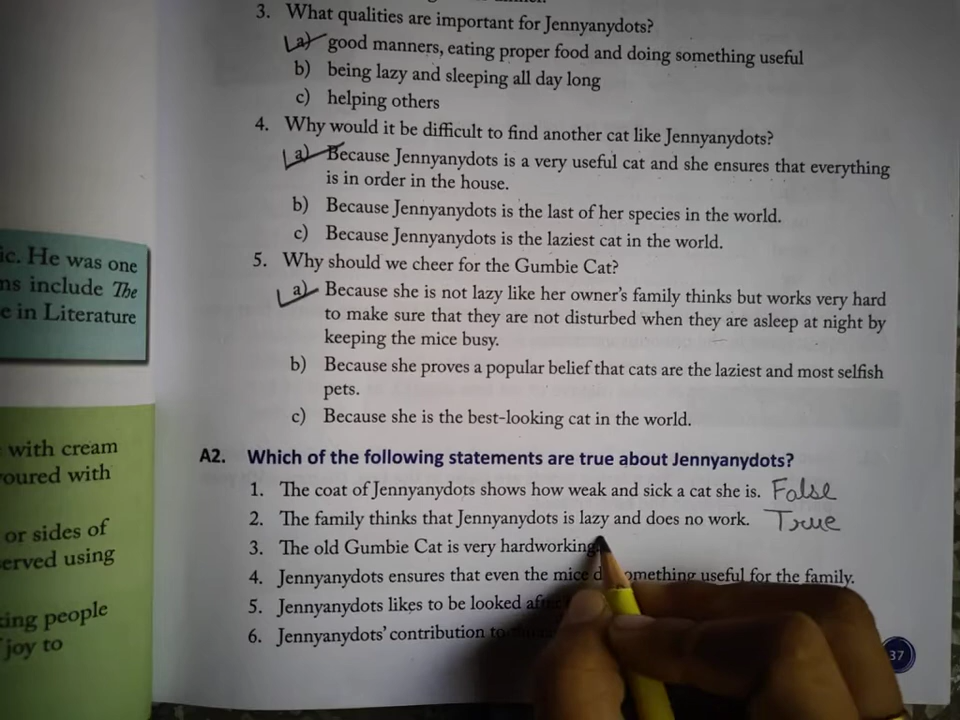 3. What qualities are important for Jennyanydots?
a) good manners, eating proper food and doing something useful
b) being lazy and sleeping all day long
c) helping others
4. Why would it be difficult to find another cat like Jennyanydots?
a) Because Jennyanydots is a very useful cat and she ensures that everything
is in order in the house.
b) Because Jennyanydots is the last of her species in the world.
c) Because Jennyanydots is the laziest cat in the world.
5. Why should we cheer for the Gumbie Cat?
a) Because she is not lazy like her owner's family thinks but works very hard
to make sure that they are not disturbed when they are asleep at night by
keeping the mice busy.
b) Because she proves a popular belief that cats are the laziest and most selfish
pets.
c) Because she is the best-looking cat in the world.
A2. Which of the following statements are true about Jennyanydots?
1. The coat of Jennyanydots shows how weak and sick a cat she is. False
2. The family thinks that Jennyanydots is lazy and does no work. True
3. The old Gumbie Cat is very hardworking
4. Jennyanydots ensures that even the mice useful for the family.
5. Jennyanydots likes to be looked
6. Jennyanydots' contribution
37
ic. He was one
ns include The
e in Literature
with cream
oured with
or sides of
erved using
king people
joy to